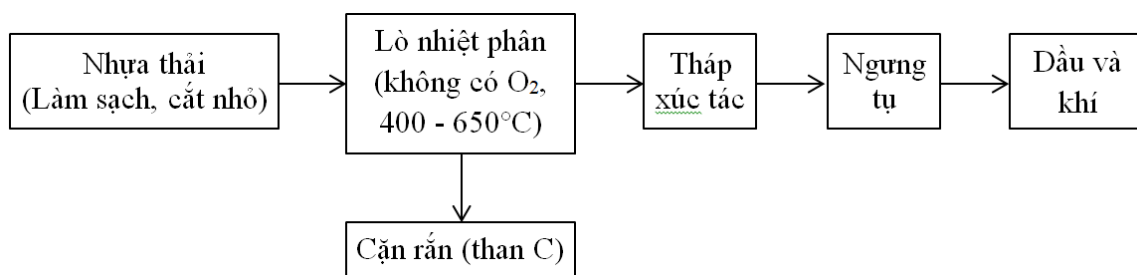 Nhựa thải
(Làm sạch, cắt nhỏ)
Lò nhiệt phân
(không có O₂,
400 - 650°C)
Tháp
xúc tác
Ngưng
tụ
Dầu và
khí
Cặn rắn (than C)